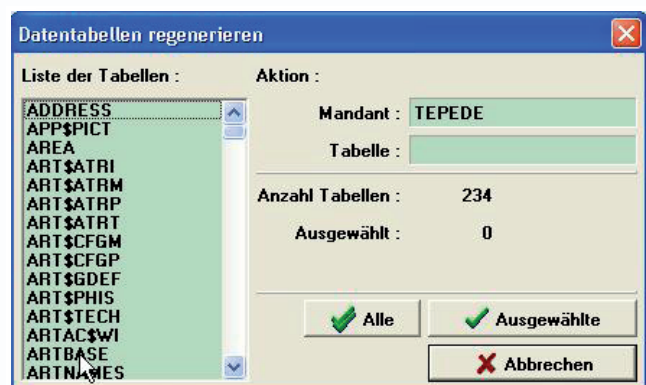 Datentabellen regenerieren
Liste der Tabellen :
ADDRESS
APP$PICT
AREA
ART$ATRI
ART$ATRM
ART$ATRP
ART$ATRT
ART$CFGM
ART$CFGP
ART$GDEF
ART$PHIS
ART$TECH
ARTAC$WI
ARTBASE
ARTNAMES
Aktion :
Mandant : TEPEDE
Tabelle :
Anzahl Tabellen : 234
Ausgewählt : 0
Alle
Ausgewählte
Abbrechen